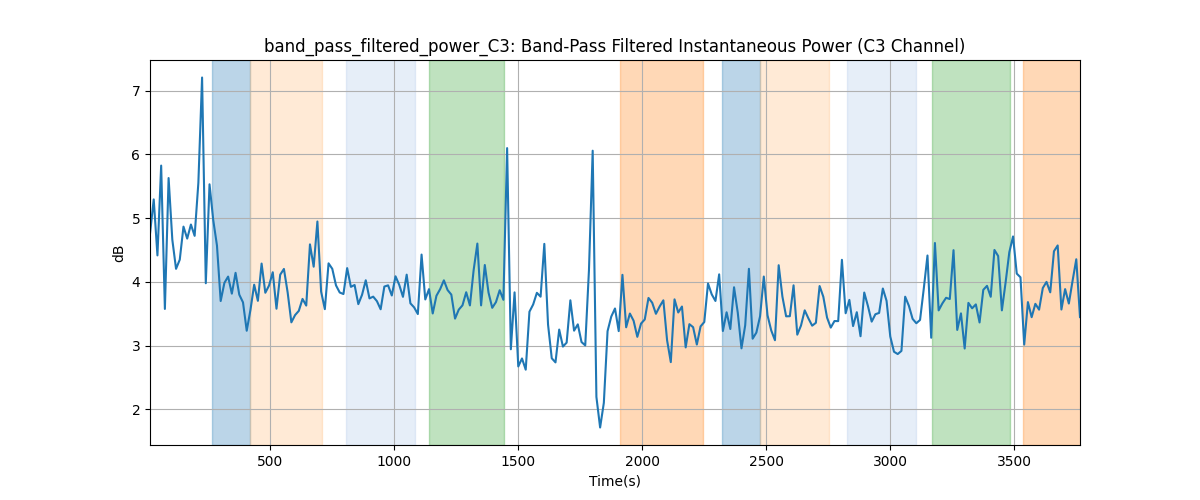 band_pass_filtered_power_C3: Band-Pass Filtered Instantaneous Power (C3 Channel)
7
6
5
4
3
2
dB
500 1000 1500 2000 2500 3000 3500
Time(s)